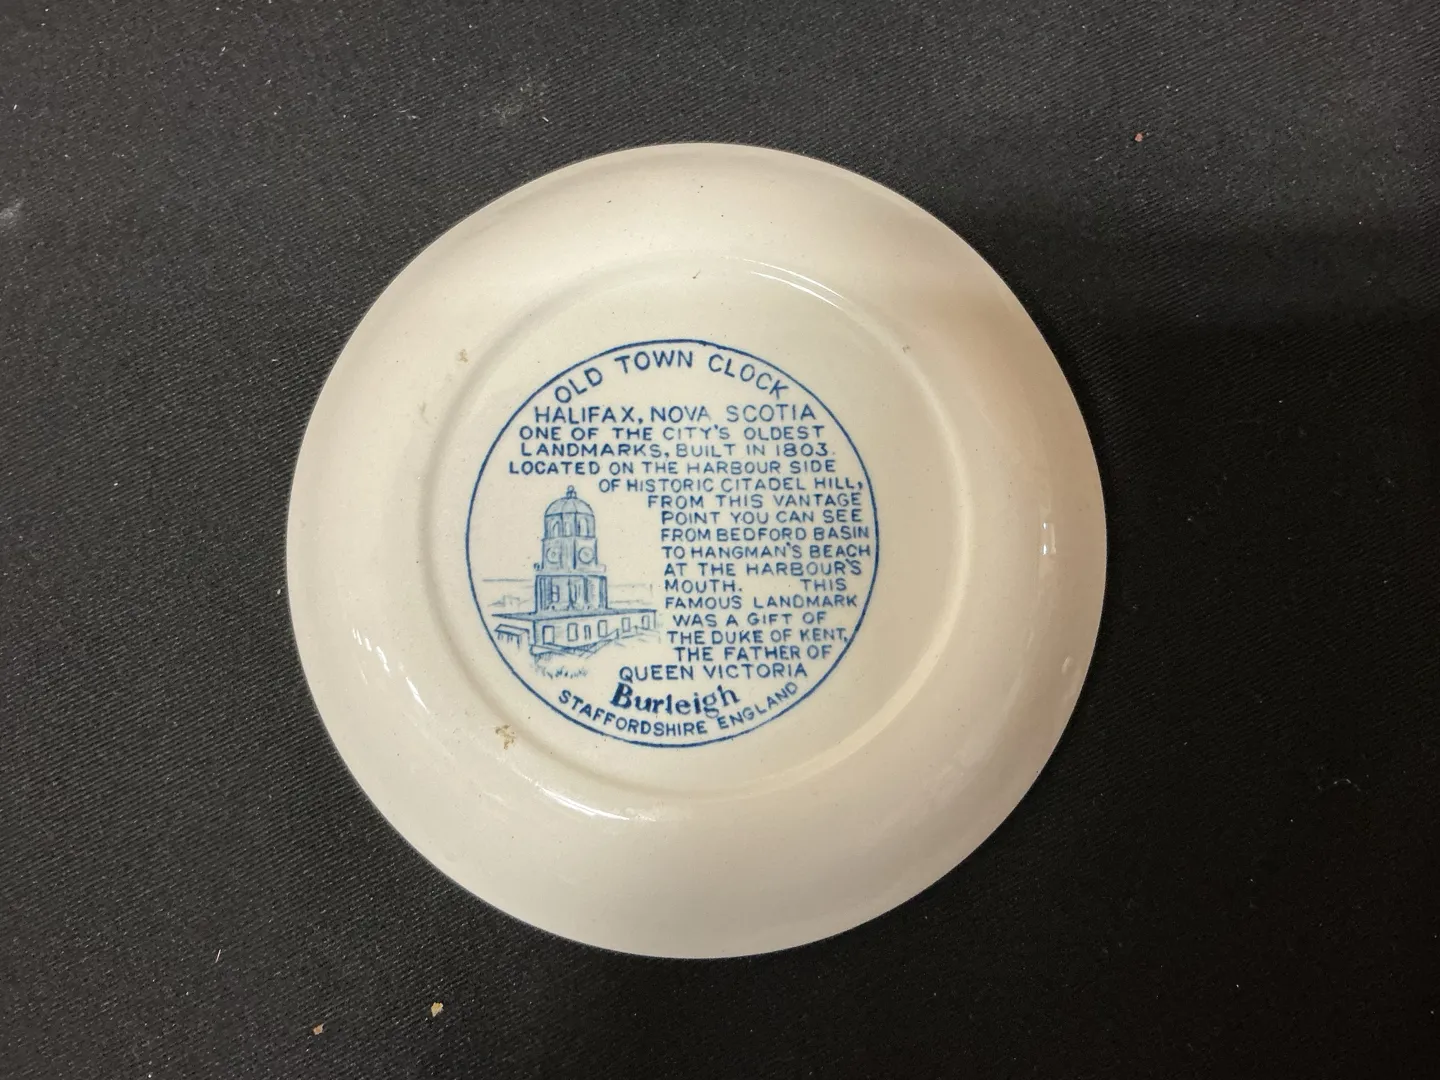 OLD TOWN CLOCK
HALIFAX, NOVA SCOTIA
ONE OF THE CITY'S OLDEST
LANDMARKS, BUILT IN 1803.
LOCATED ON THE HARBOUR SIDE
OF HISTORIC CITADEL HILL,
FROM THIS VANTAGE
POINT YOU CAN SEE
FROM BEDFORD BASIN
TO HANGMAN'S BEACH
AT THE HARBOUR'S
MOUTH. THIS
FAMOUS LANDMARK
WAS A GIFT OF
THE DUKE OF KENT,
THE FATHER OF
QUEEN VICTORIA
Burleigh
STAFFORDSHIRE ENGLAND